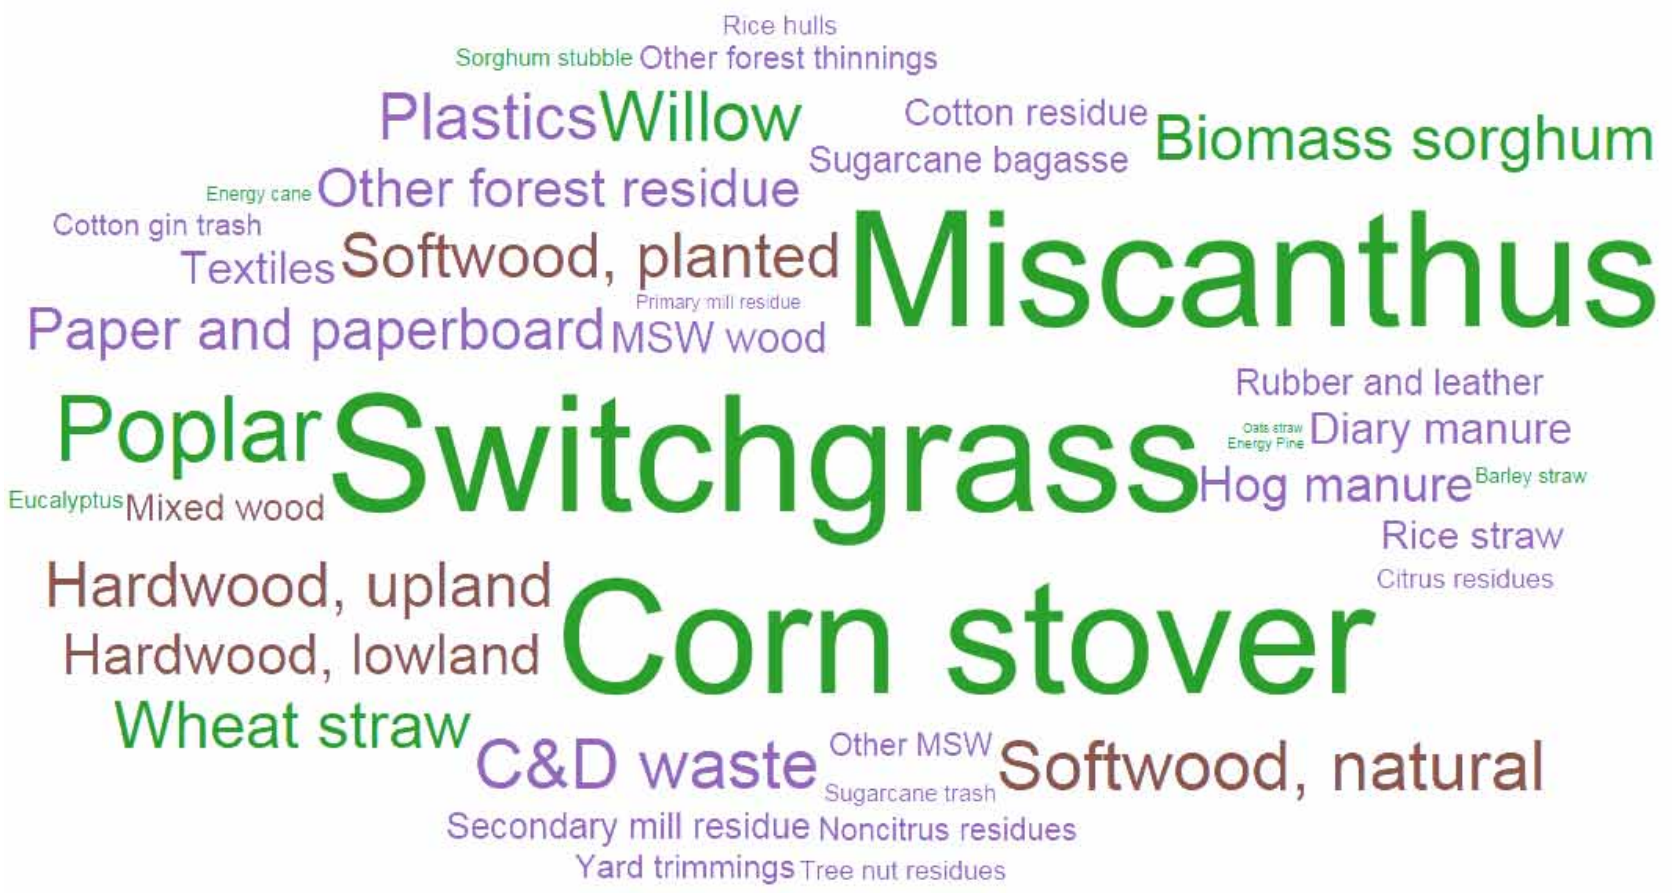 Rice hulls
Sorghum stubble Other forest thinnings
Plastics Willow Cotton residue Biomass sorghum
Sugarcane bagasse
Energy cane Other forest residue
Cotton gin trash
Textiles Softwood, planted Miscanthus
Primary mill residue
Paper and paperboard MSW wood
Rubber and leather
Poplar Switchgrass Oats straw Diary manure
Energy Pine
Hog manure Barley straw
Eucalyptus Mixed wood
Rice straw
Citrus residues
Hardwood, upland
Corn stover
Hardwood, lowland
Wheat straw
C&D waste Other MSW Softwood, natural
Sugarcane trash
Secondary mill residue Noncitrus residues
Yard trimmings Tree nut residues